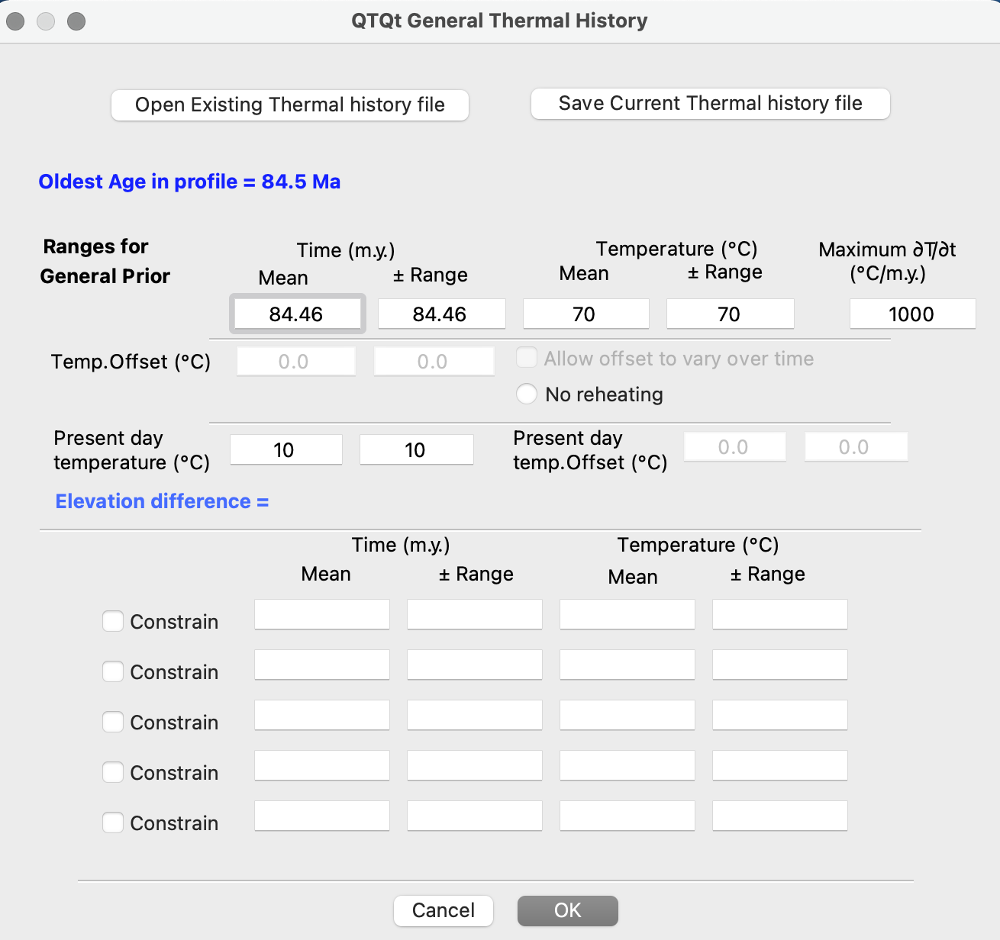 QTQt General Thermal History
Open Existing Thermal history file
Save Current Thermal history file
Oldest Age in profile = 84.5 Ma
Ranges for
General Prior
Time (m.y.)
Mean
± Range
Temperature (°C)
Mean
± Range
Maximum ∂T/∂t
(°C/m.y.)
84.46
84.46
70
70
1000
Temp.Offset (°C)
0.0
0.0
Allow offset to vary over time
No reheating
Present day
temperature (°C)
10
10
Present day
temp.Offset (°C)
0.0
0.0
Elevation difference =
Time (m.y.)
Temperature (°C)
Mean
± Range
Mean
± Range
Constrain
Constrain
Constrain
Constrain
Constrain
Cancel
OK